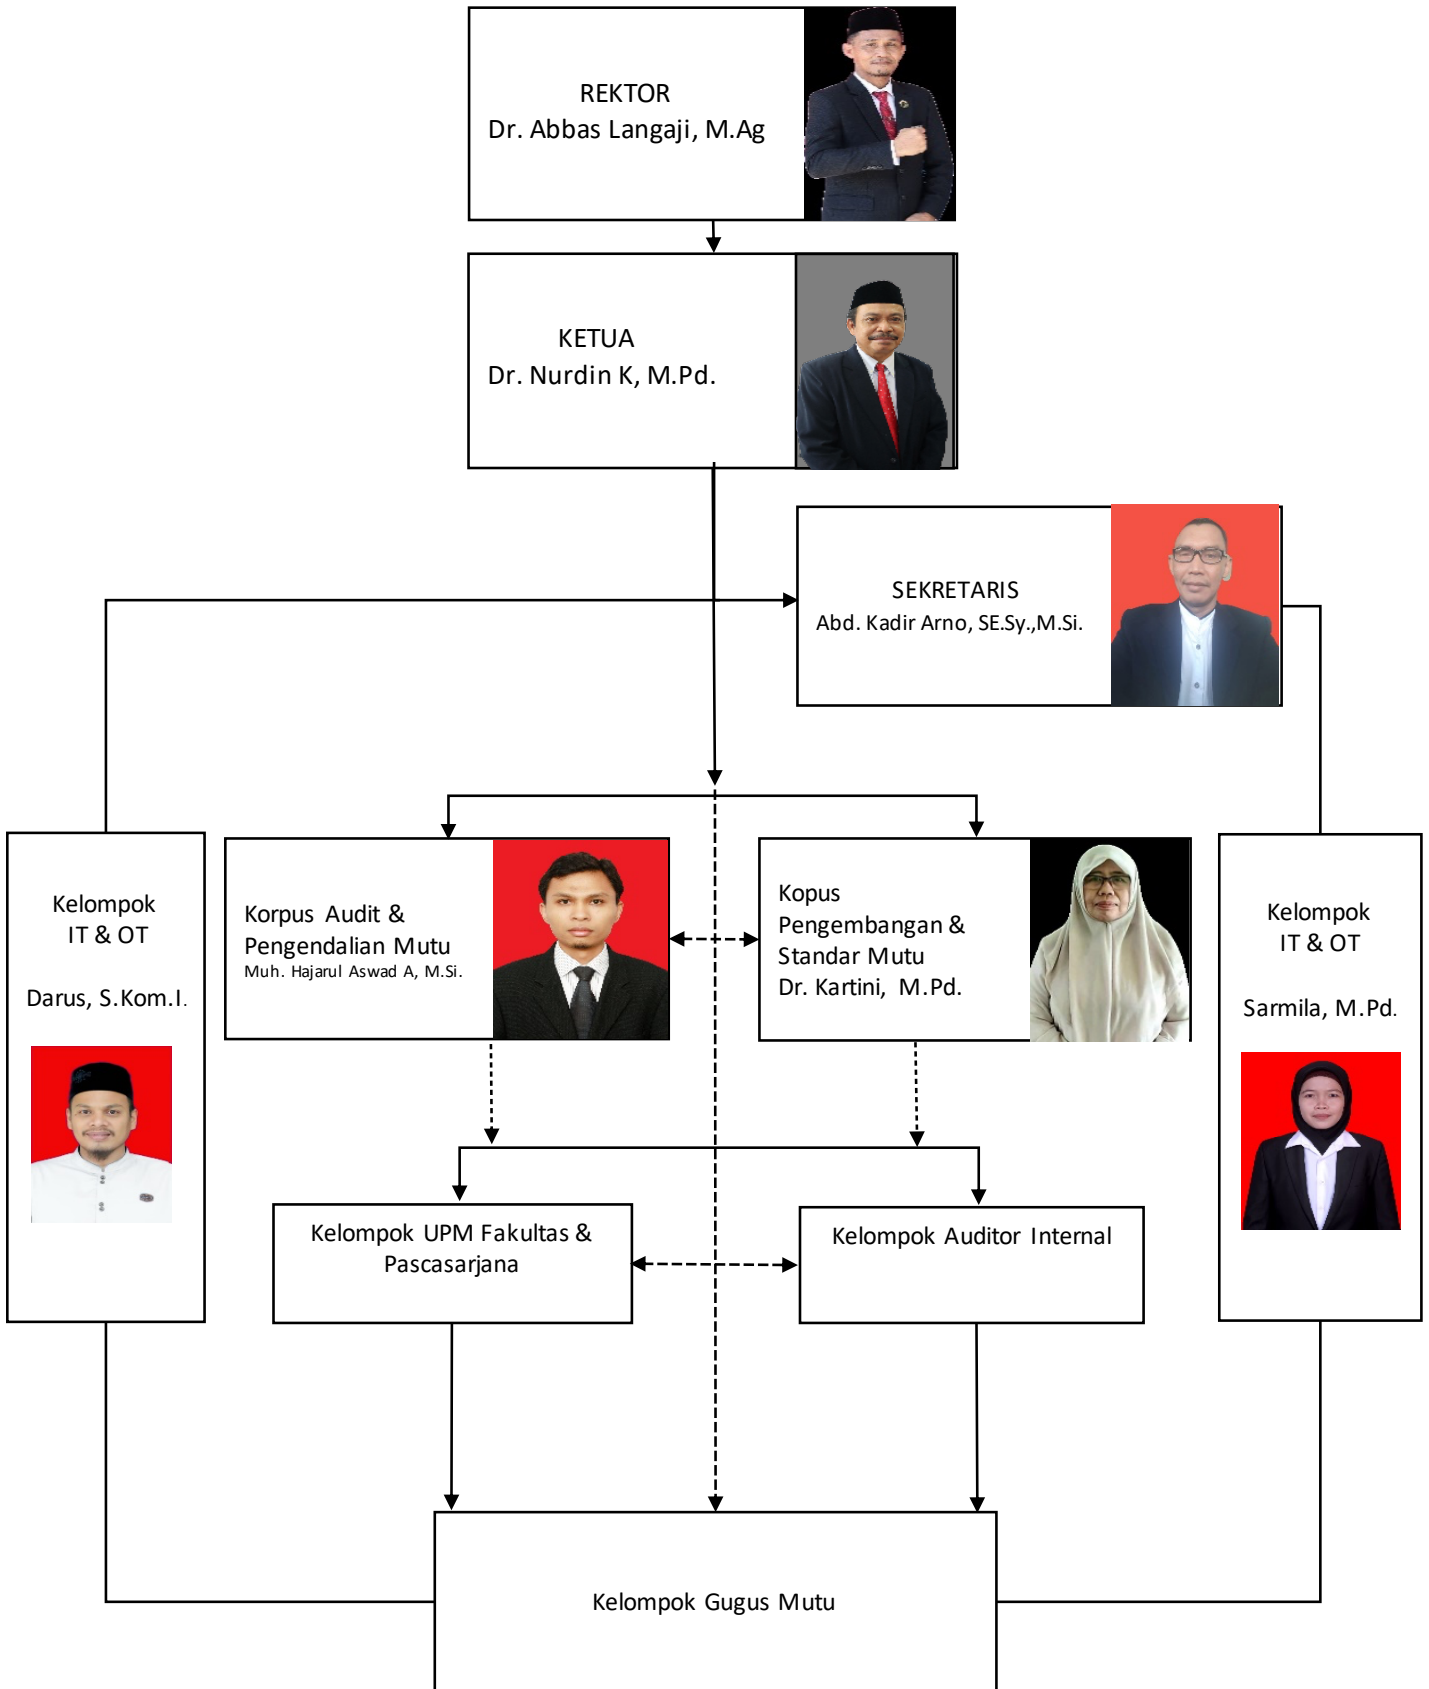 REKTOR
Dr. Abbas Langaji, M.Ag
KETUA
Dr. Nurdin K, M.Pd.
SEKRETARIS
Abd. Kadir Arno, SE.Sy.,M.Si.
Kelompok
IT & OT
Darus, S.Kom.I.
Korpus Audit &
Pengendalian Mutu
Muh. Hajarul Aswad A, M.Si.
Kopus
Pengembangan &
Standar Mutu
Dr. Kartini, M.Pd.
Kelompok
IT & OT
Sarmila, M.Pd.
Kelompok UPM Fakultas &
Pascasarjana
Kelompok Auditor Internal
Kelompok Gugus Mutu